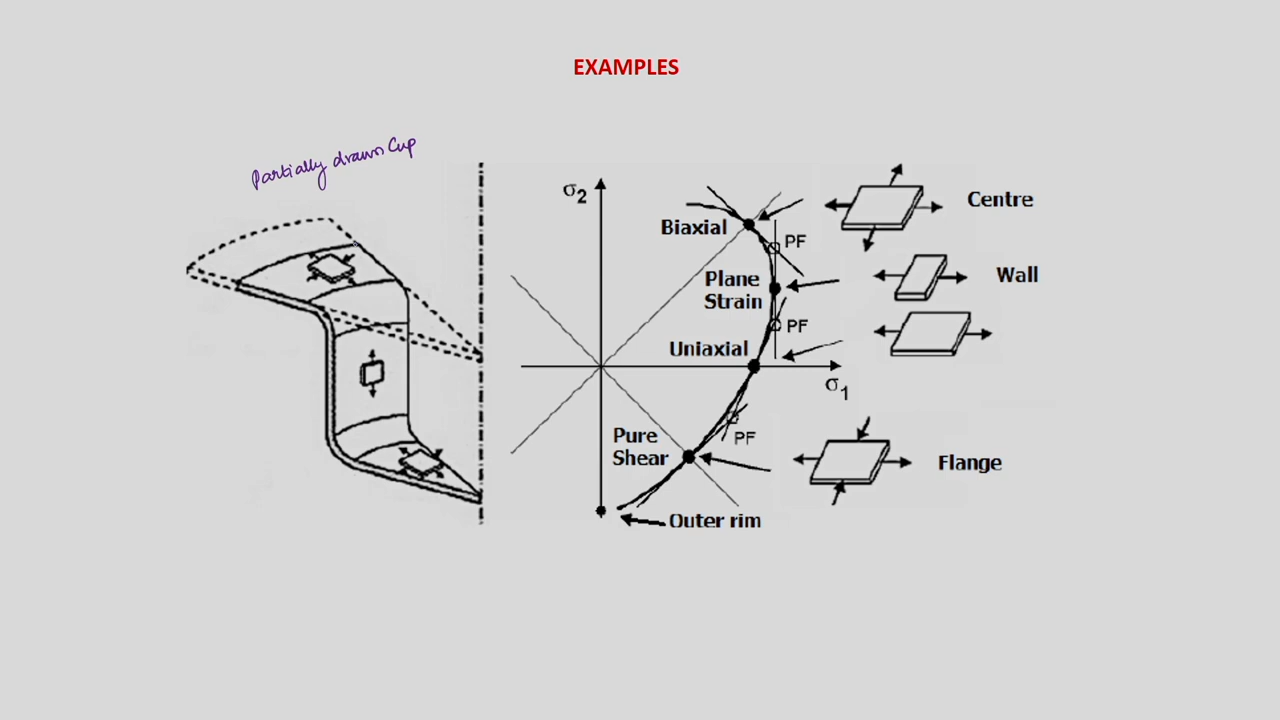 EXAMPLES
Partially drawn Cup
σ2
Biaxial
PF
Centre
Plane
Strain
Wall
PF
Uniaxial
σ1
PF
Pure
Shear
Flange
Outer rim